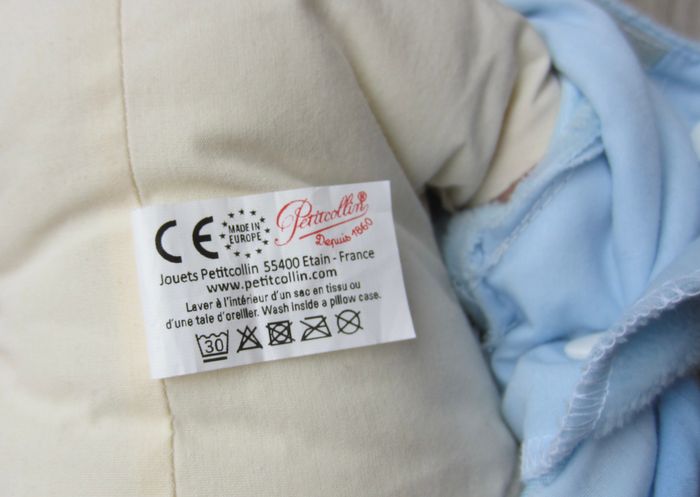 CE
MADE IN
EUROPE
Petitcollin®
Depuis 1860
Jouets Petitcollin 55400 Etain - France
www.petitcollin.com
Laver à l'intérieur d'un sac en tissu ou
d'une taie d'oreiller. Wash inside a pillow case.
30